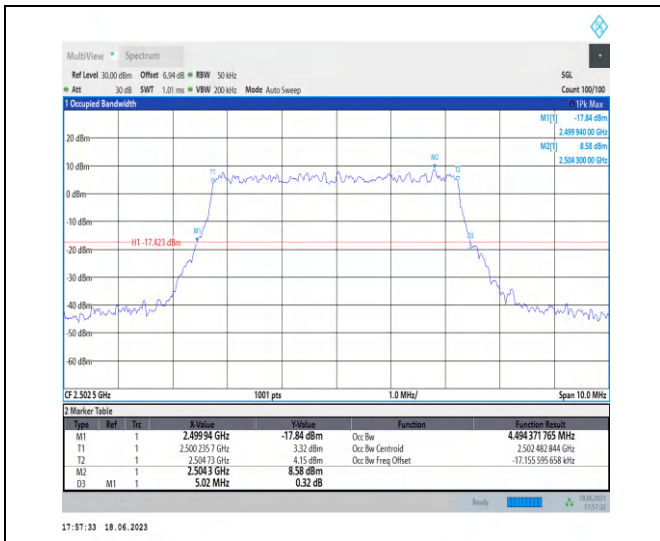 MultiView Spectrum
Ref Level 30.00 dBm Offset 6.94 dB RBW 50 kHz SGL
Att 30 dB SWT 1.01 ms VBW 200 kHz Mode Auto Sweep Count 100/100
1 Occupied Bandwidth 1Pk Max
M1[1] -17.84 dBm
2.499 940 00 GHz
M2[1] 8.58 dBm
2.504 300 00 GHz
20 dBm
M2
10 dBm
T1 T2
0 dBm
-10 dBm
M1 D3
H1 -17.423 dBm
-20 dBm
-30 dBm
-40 dBm
-50 dBm
-60 dBm
CF 2.502 5 GHz 1001 pts 1.0 MHz/ Span 10.0 MHz
2 Marker Table
Type Ref Trc X-Value Y-Value Function Function Result
M1 1 2.499 94 GHz -17.84 dBm Occ Bw 4.494 371 765 MHz
T1 1 2.500 235 7 GHz 3.32 dBm Occ Bw Centroid 2.502 482 844 GHz
T2 1 2.504 73 GHz 4.15 dBm Occ Bw Freq Offset -17.155 595 658 kHz
M2 1 2.504 3 GHz 8.58 dBm
D3 M1 1 5.02 MHz 0.32 dB
Ready 18.06.2023
17:57:32
17:57:33 18.06.2023